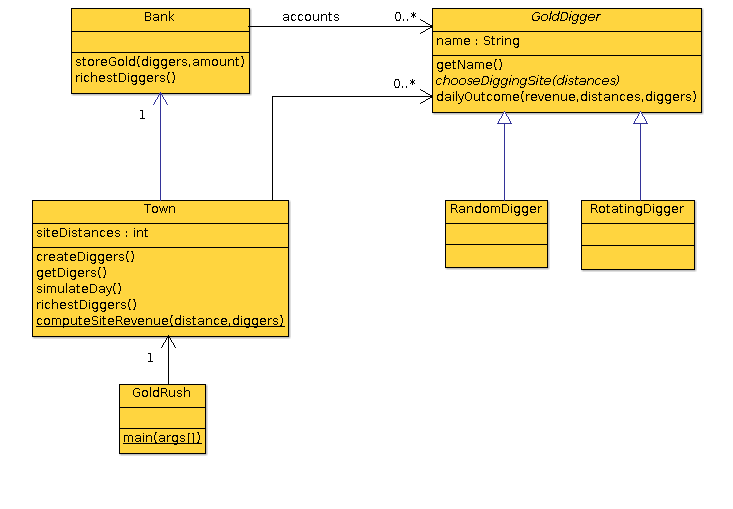 Bank
storeGold(diggers,amount)
richestDiggers()
accounts
0..*
GoldDigger
name : String
getName()
chooseDiggingSite(distances)
dailyOutcome(revenue,distances,diggers)
0..*
1
Town
siteDistances : int
createDiggers()
getDigers()
simulateDay()
richestDiggers()
computeSiteRevenue(distance,diggers)
RandomDigger
RotatingDigger
1
GoldRush
main(args[])